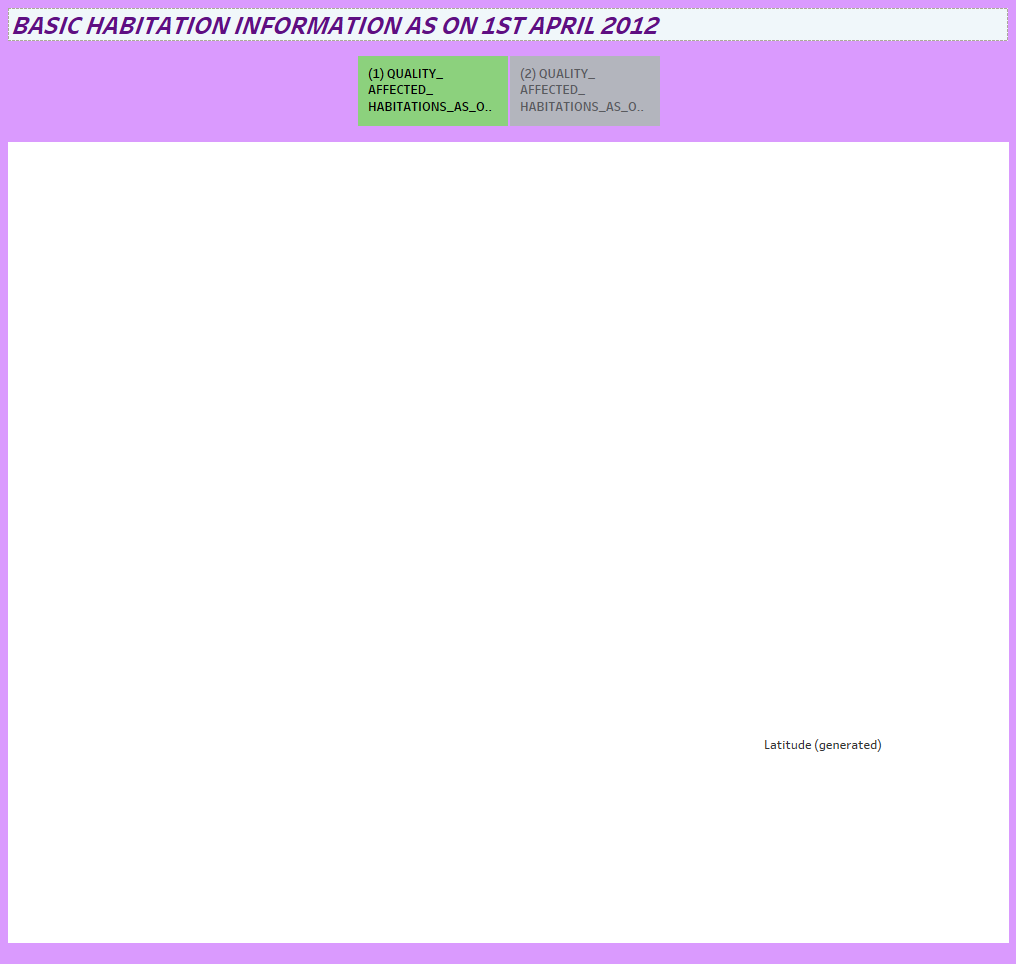 BASIC HABITATION INFORMATION AS ON 1ST APRIL 2012
(1) QUALITY_
AFFECTED_
HABITATIONS_AS_O..
(2) QUALITY_
AFFECTED_
HABITATIONS_AS_O..
Latitude (generated)